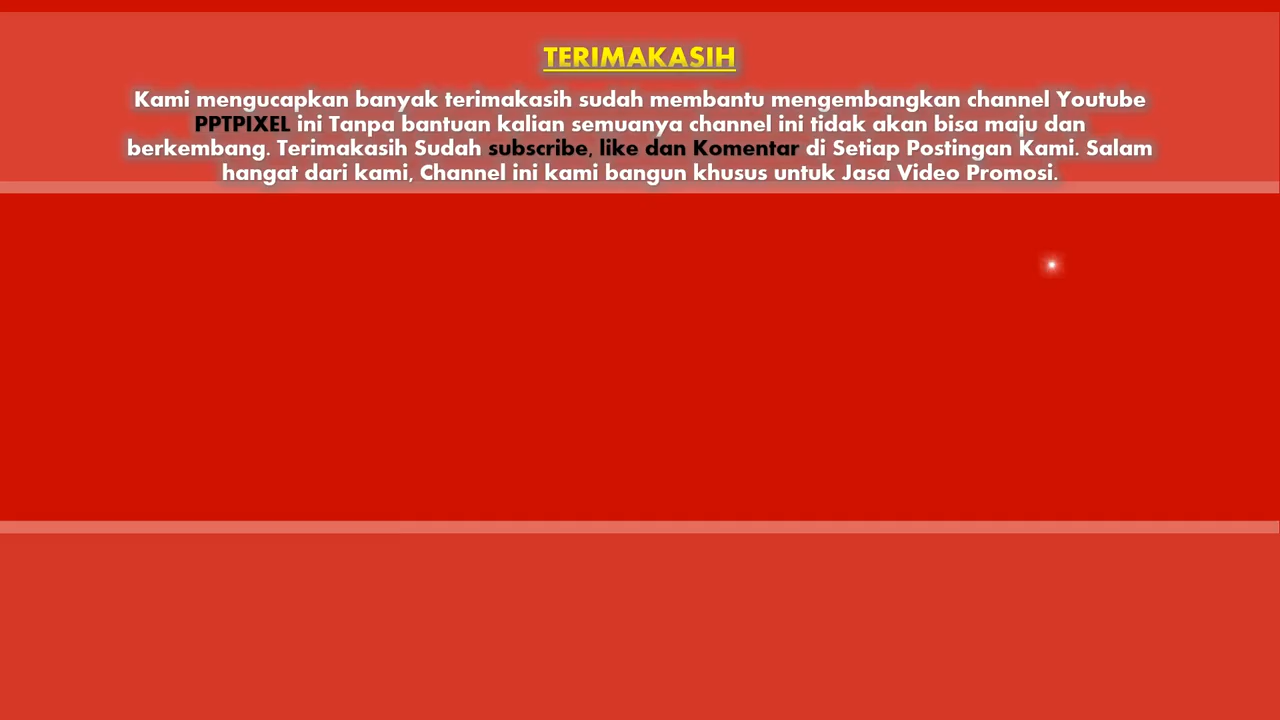 TERIMAKASIH
Kami mengucapkan banyak terimakasih sudah membantu mengembangkan channel Youtube
PPTPIXEL ini Tanpa bantuan kalian semuanya channel ini tidak akan bisa maju dan
berkembang. Terimakasih Sudah subscribe, like dan Komentar di Setiap Postingan Kami. Salam
hangat dari kami, Channel ini kami bangun khusus untuk Jasa Video Promosi.